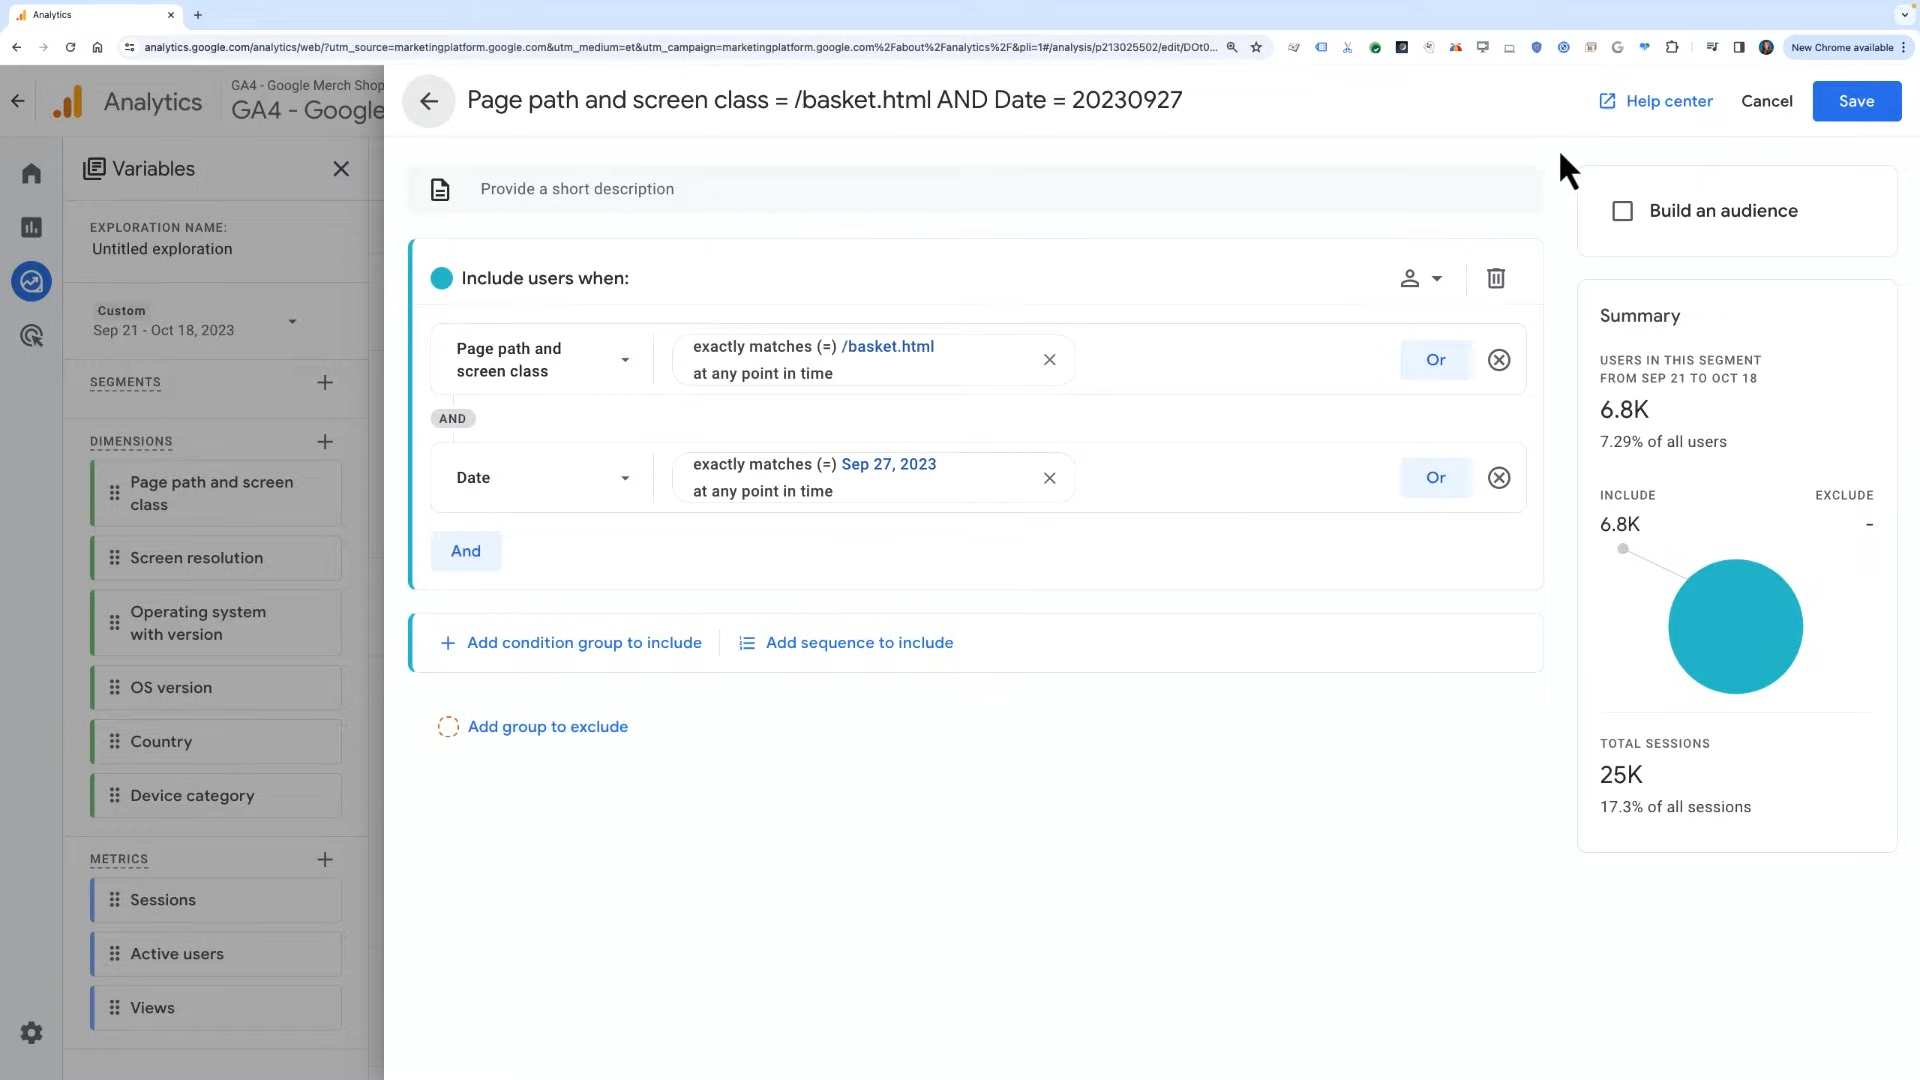 Analytics
analytics.google.com/analytics/web/?utm_source=marketingplatform.google.com&utm_medium=et&utm_campaign=marketingplatform.google.com%2Fabout%2Fanalytics%2F&pli=1#/analysis/p213025502/edit/DOt0...
New Chrome available
Analytics
GA4 - Google Merch Shop
GA4 - Google
Page path and screen class = /basket.html AND Date = 20230927
Help center
Cancel
Save
Variables
EXPLORATION NAME:
Untitled exploration
Custom
Sep 21 - Oct 18, 2023
SEGMENTS
DIMENSIONS
Page path and screen
class
Screen resolution
Operating system
with version
OS version
Country
Device category
METRICS
Sessions
Active users
Views
Provide a short description
Include users when:
Page path and
screen class
exactly matches (=) /basket.html
at any point in time
Or
AND
Date
exactly matches (=) Sep 27, 2023
at any point in time
Or
And
Add condition group to include
Add sequence to include
Add group to exclude
Build an audience
Summary
USERS IN THIS SEGMENT
FROM SEP 21 TO OCT 18
6.8K
7.29% of all users
INCLUDE
EXCLUDE
6.8K
-
TOTAL SESSIONS
25K
17.3% of all sessions